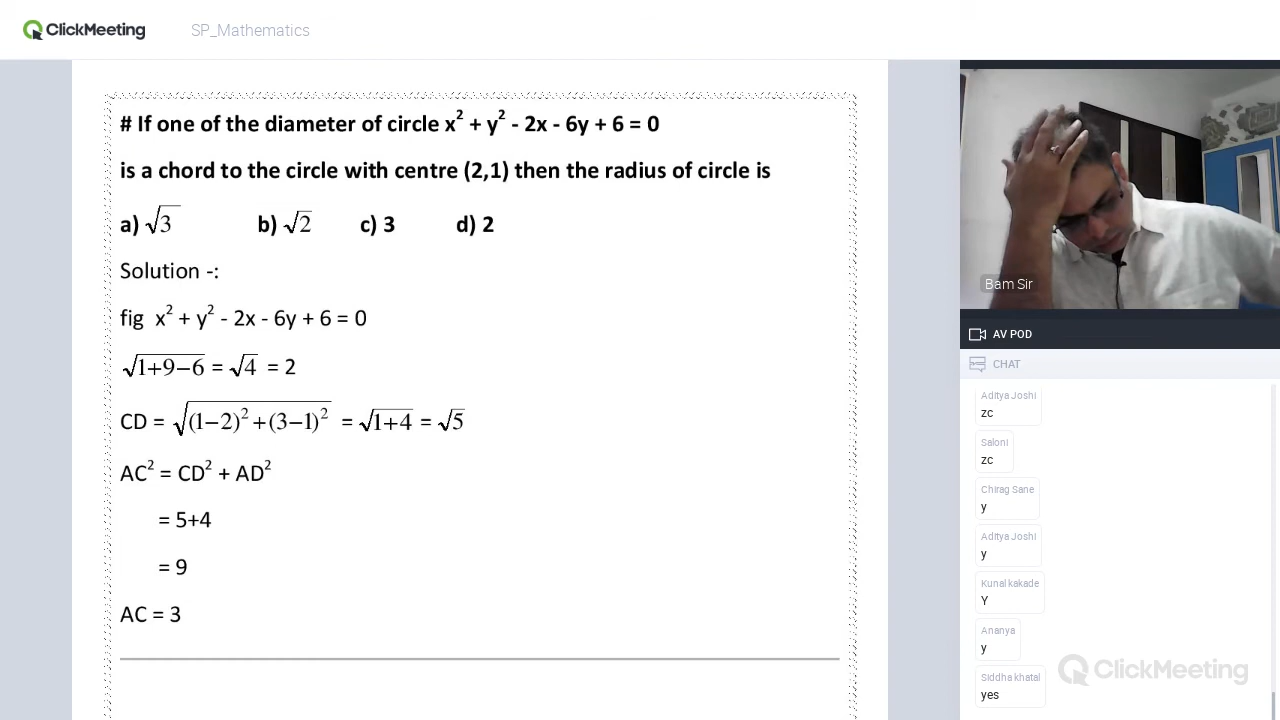 ClickMeeting SP_Mathematics
# If one of the diameter of circle x² + y² - 2x - 6y + 6 = 0
is a chord to the circle with centre (2,1) then the radius of circle is
a) √3 b) √2 c) 3 d) 2
Solution -:
fig x² + y² - 2x - 6y + 6 = 0
√(1+9−6) = √4 = 2
CD = √((1−2)² + (3−1)²) = √(1+4) = √5
AC² = CD² + AD²
= 5+4
= 9
AC = 3
Bam Sir
AV POD
CHAT
Aditya Joshi
zc
Saloni
zc
Chirag Sane
y
Aditya Joshi
y
Kunal kakade
Y
Ananya
y
Siddha khatal
yes
ClickMeeting